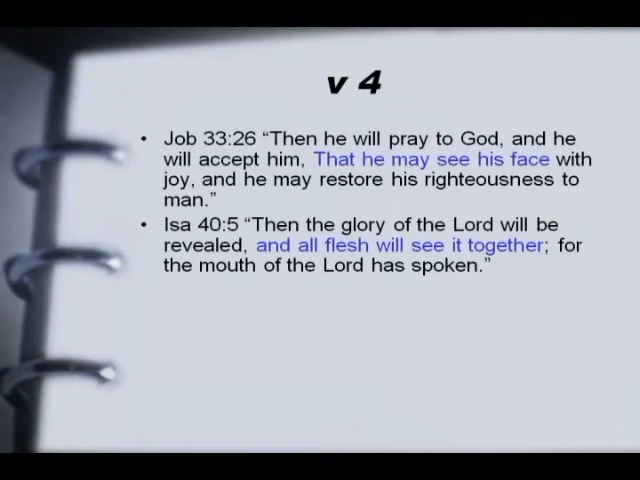 v 4
• Job 33:26 “Then he will pray to God, and he
will accept him, That he may see his face with
joy, and he may restore his righteousness to
man.”
• Isa 40:5 “Then the glory of the Lord will be
revealed, and all flesh will see it together; for
the mouth of the Lord has spoken.”